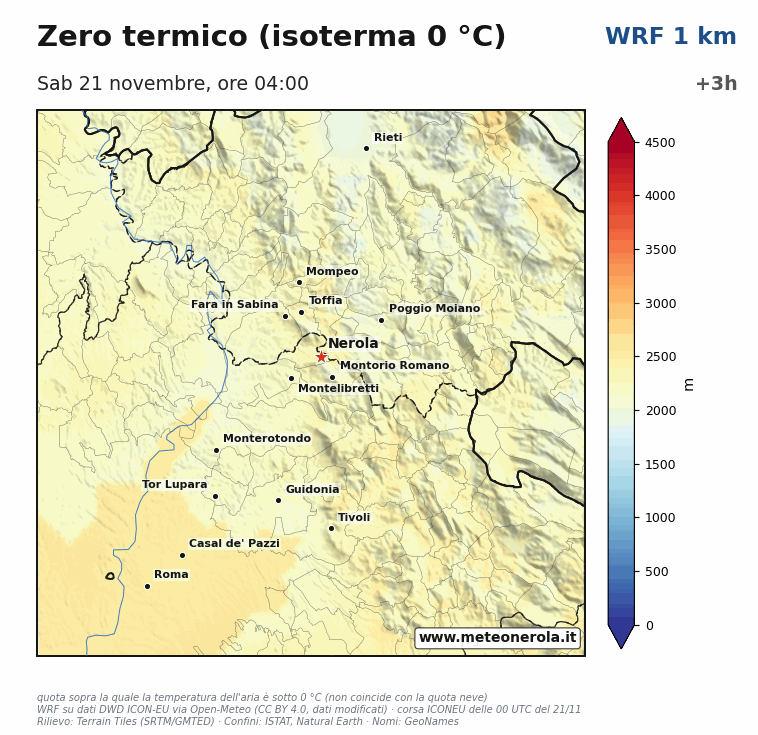 Zero termico (isoterma 0 °C)
WRF 1 km
Sab 21 novembre, ore 04:00
+3h
Rieti
Mompeo
Toffia
Fara in Sabina
Poggio Moiano
Nerola
Montorio Romano
Montelibretti
Monterotondo
Tor Lupara
Guidonia
Tivoli
Casal de' Pazzi
Roma
www.meteonerola.it
4500
4000
3500
3000
2500
2000
1500
1000
500
0
m
quota sopra la quale la temperatura dell'aria è sotto 0 °C (non coincide con la quota neve)
WRF su dati DWD ICON-EU via Open-Meteo (CC BY 4.0, dati modificati) · corsa ICONEU delle 00 UTC del 21/11
Rilievo: Terrain Tiles (SRTM/GMTED) · Confini: ISTAT, Natural Earth · Nomi: GeoNames